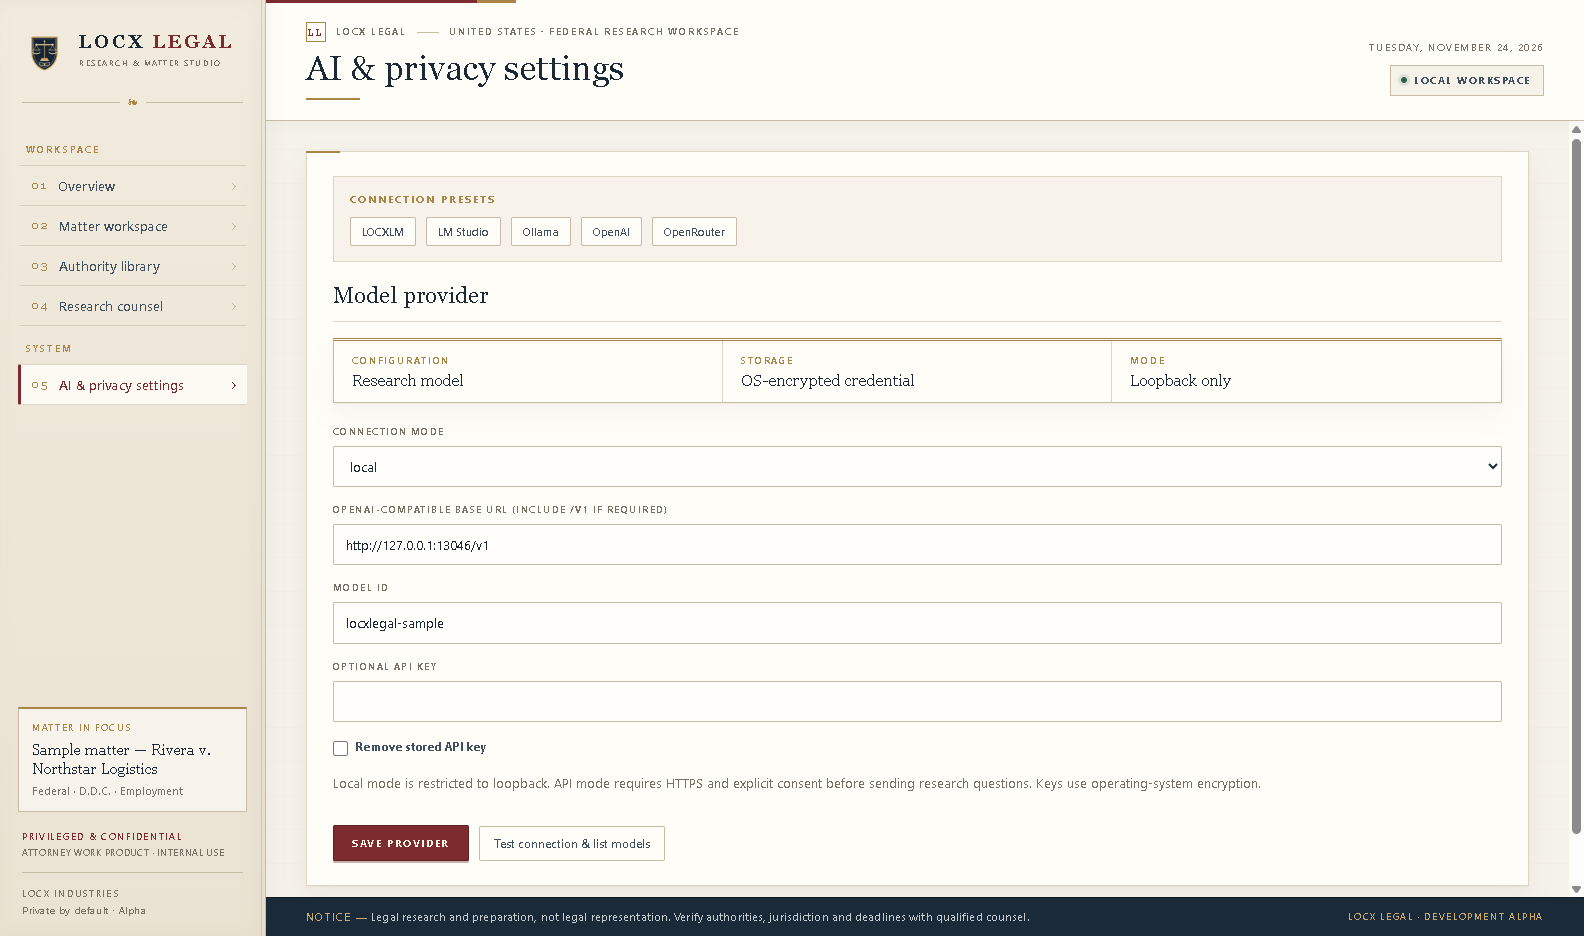 LOCX LEGAL
RESEARCH & MATTER STUDIO
WORKSPACE
01 Overview
02 Matter workspace
03 Authority library
04 Research counsel
SYSTEM
05 AI & privacy settings
MATTER IN FOCUS
Sample matter — Rivera v.
Northstar Logistics
Federal · D.D.C. · Employment
PRIVILEGED & CONFIDENTIAL
ATTORNEY WORK PRODUCT · INTERNAL USE
LOCX INDUSTRIES
Private by default · Alpha
LL LOCX LEGAL UNITED STATES · FEDERAL RESEARCH WORKSPACE
AI & privacy settings
TUESDAY, NOVEMBER 24, 2026
LOCAL WORKSPACE
CONNECTION PRESETS
LOCXLM LM Studio Ollama OpenAI OpenRouter
Model provider
CONFIGURATION
Research model
STORAGE
OS-encrypted credential
MODE
Loopback only
CONNECTION MODE
local
OPENAI-COMPATIBLE BASE URL (INCLUDE /V1 IF REQUIRED)
http://127.0.0.1:13046/v1
MODEL ID
locxlegal-sample
OPTIONAL API KEY
Remove stored API key
Local mode is restricted to loopback. API mode requires HTTPS and explicit consent before sending research questions. Keys use operating-system encryption.
SAVE PROVIDER Test connection & list models
NOTICE — Legal research and preparation, not legal representation. Verify authorities, jurisdiction and deadlines with qualified counsel.
LOCX LEGAL · DEVELOPMENT ALPHA